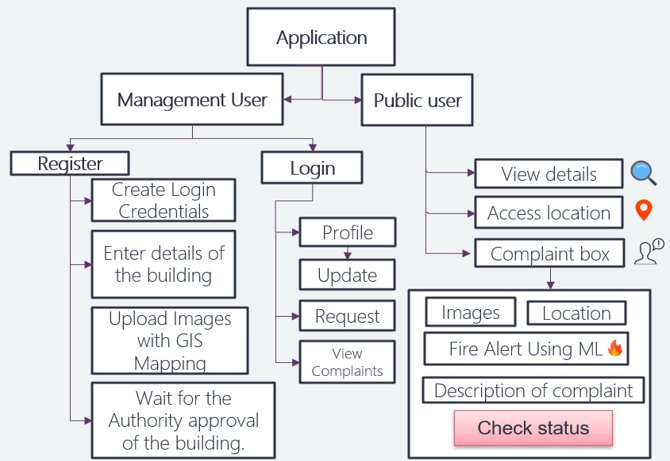 Application
Management User
Public user
Register
Login
Create Login
Credentials
Enter details of
the building
Upload Images
with GIS
Mapping
Wait for the
Authority approval
of the building.
Profile
Update
Request
View
Complaints
View details
Access location
Complaint box
Images
Location
Fire Alert Using ML
Description of complaint
Check status